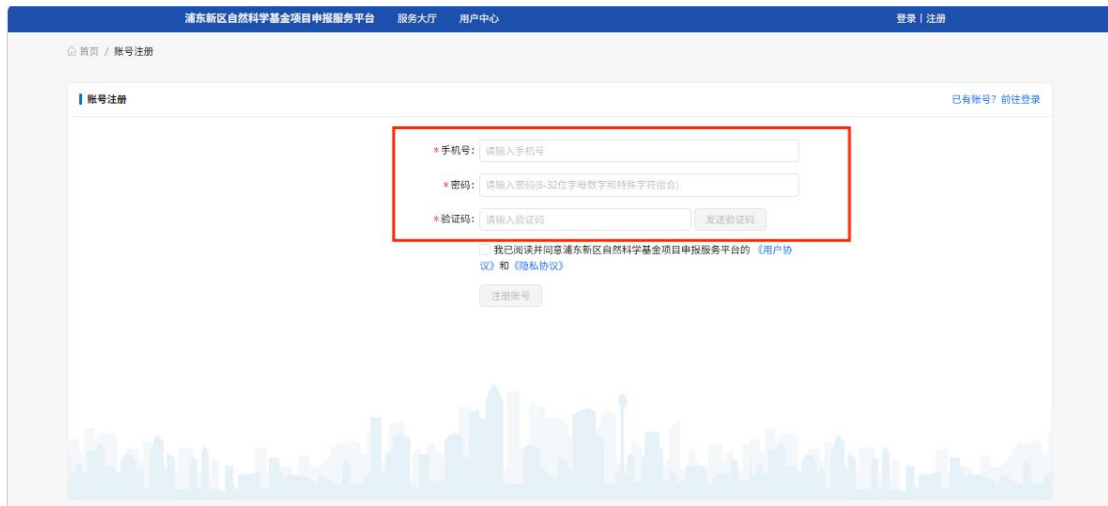 浦东新区自然科学基金项目申报服务平台 服务大厅 用户中心 登录 | 注册
首页 / 账号注册
账号注册 已有账号？前往登录
*手机号: 请输入手机号
*密码: 请输入密码(8-32位字母数字和特殊字符组合)
*验证码: 请输入验证码 发送验证码
我已阅读并同意浦东新区自然科学基金项目申报服务平台的 《用户协
议》和《隐私协议》
注册账号